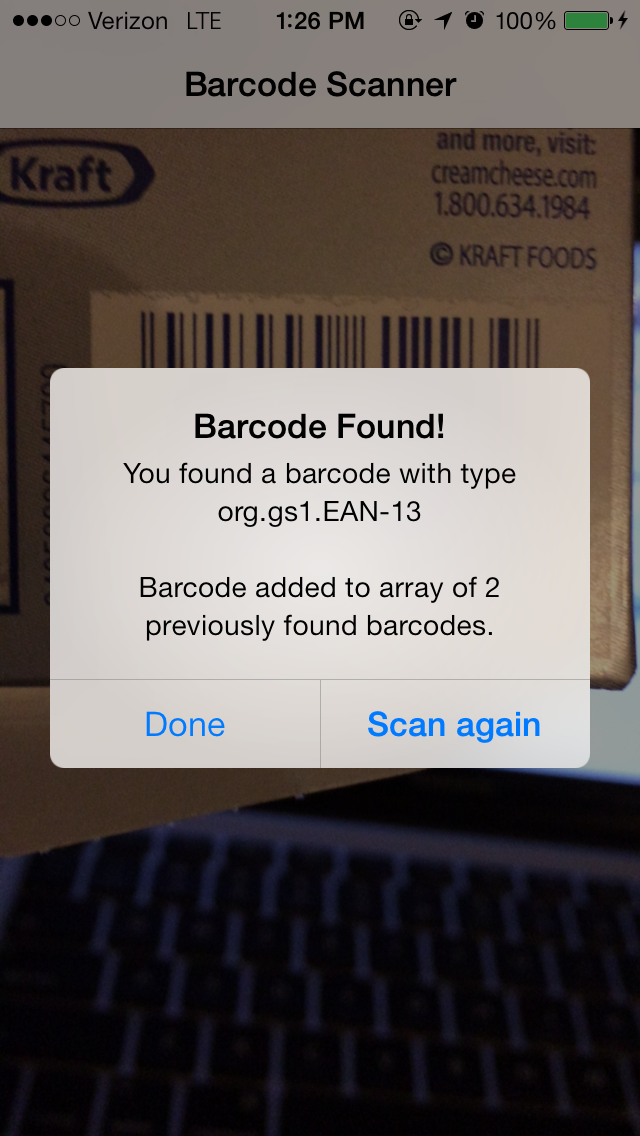 Verizon LTE 1:26 PM 100%
Barcode Scanner
Kraft
and more, visit:
creamcheese.com
1.800.634.1984
© KRAFT FOODS
Barcode Found!
You found a barcode with type
org.gs1.EAN-13
Barcode added to array of 2
previously found barcodes.
Done
Scan again